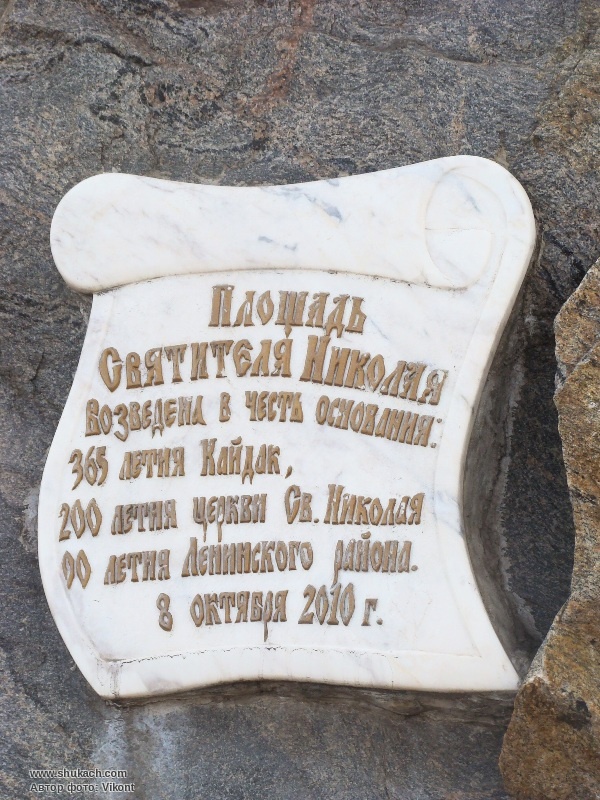 Площадь
Святителя Николая
возведена в честь основания:
365 летия Кайдак,
200 летия церкви Св. Николая
90 летия Ленинского района.
8 октября 2010 г.
www.shukach.com
Автор фото: Vikont